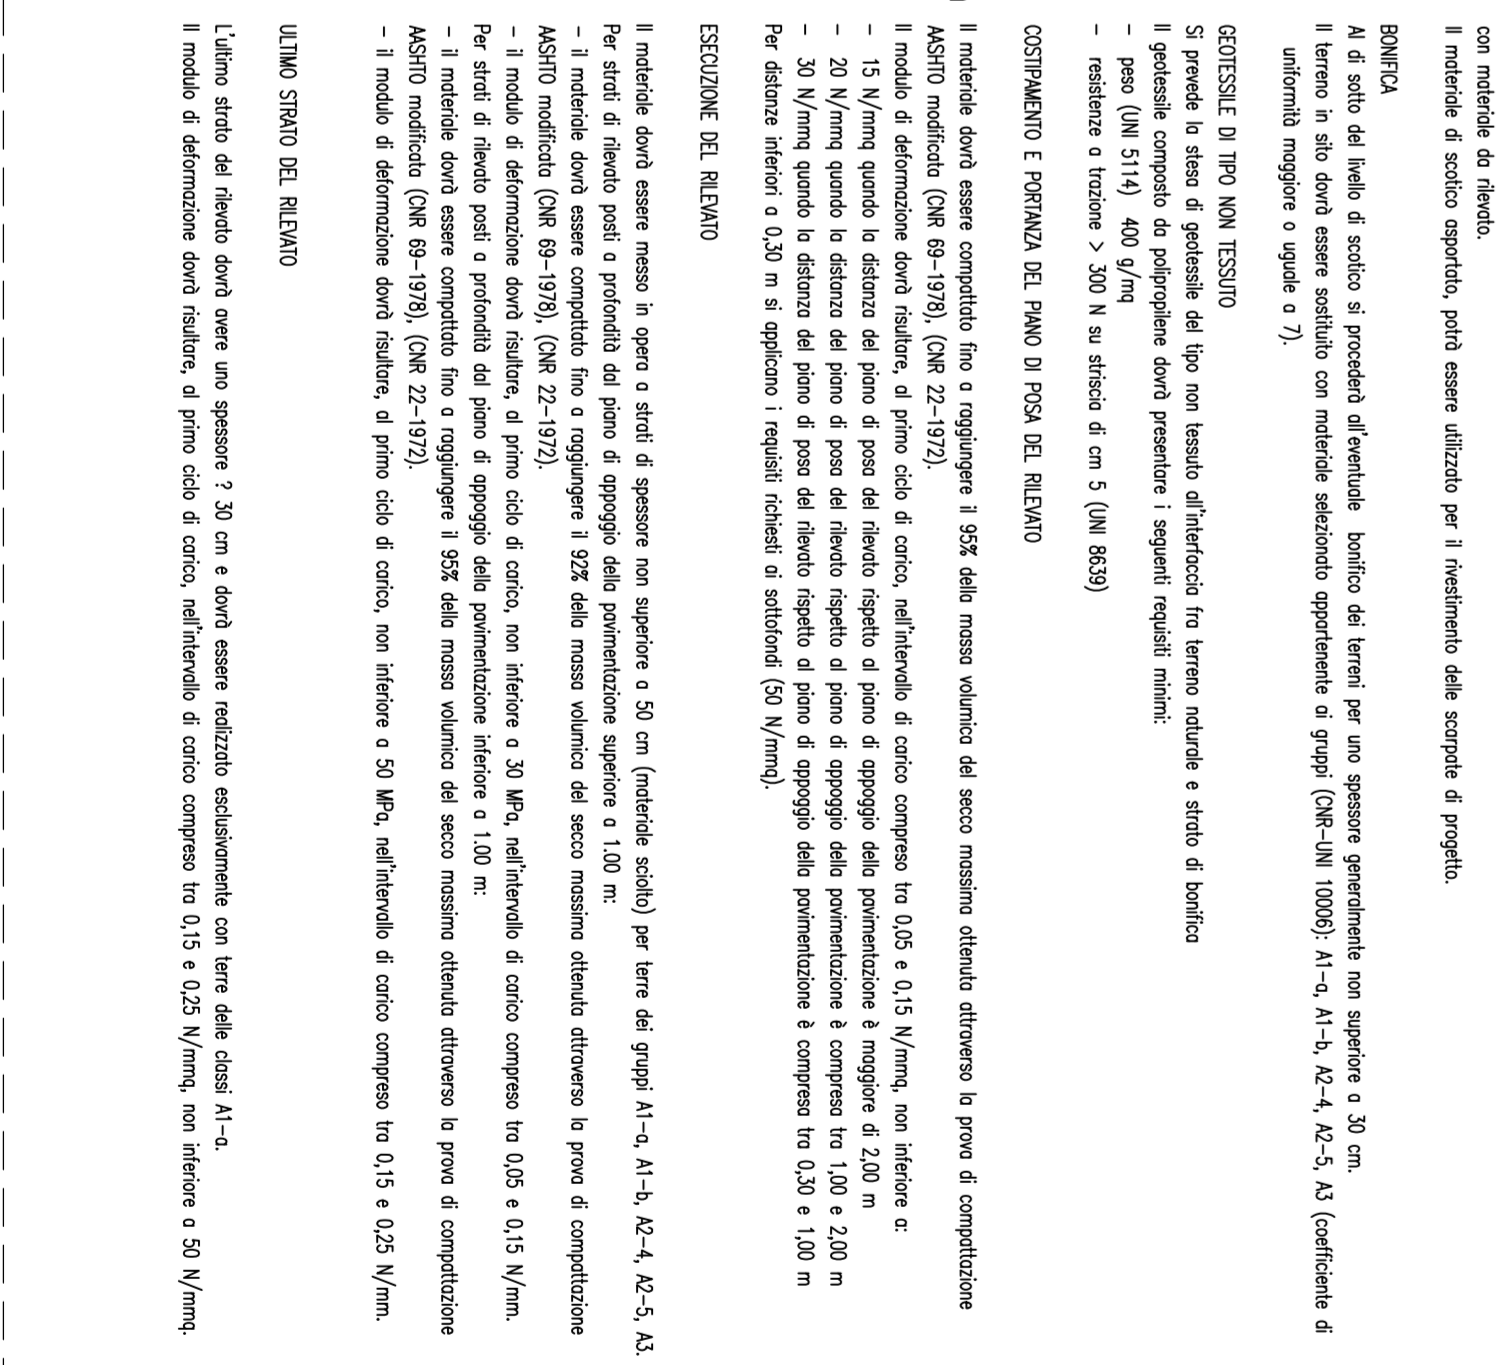 con materiale da rilevato.
Il materiale di scotico asportato, potrà essere utilizzato per il rivestimento delle scarpate di progetto.
BONIFICA
Al di sotto del livello di scotico si procederà all'eventuale bonifico dei terreni per uno spessore generalmente non superiore a 30 cm.
Il terreno in sito dovrà essere sostituito con materiale selezionato appartenente ai gruppi (CNR-UNI 10006): A1-a, A1-b, A2-4, A2-5, A3 (coefficiente di
uniformità maggiore o uguale a 7).
GEOTESSILE DI TIPO NON TESSUTO
Si prevede la stesa di geotessile del tipo non tessuto all'interfaccia fra terreno naturale e strato di bonifica
Il geotessile composto da polipropilene dovrà presentare i seguenti requisiti minimi:
- peso (UNI 5114) 400 g/mq
- resistenze a trazione > 300 N su striscia di cm 5 (UNI 8639)
COSTIPAMENTO E PORTANZA DEL PIANO DI POSA DEL RILEVATO
Il materiale dovrà essere compattato fino a raggiungere il 95% della massa volumica del secco massima ottenuta attraverso la prova di compattazione
AASHTO modificata (CNR 69-1978), (CNR 22-1972).
Il modulo di deformazione dovrà risultare, al primo ciclo di carico, nell'intervallo di carico compreso tra 0,05 e 0,15 N/mmq, non inferiore a:
- 15 N/mmq quando la distanza del piano di posa del rilevato rispetto al piano di appoggio della pavimentazione è maggiore di 2,00 m
- 20 N/mmq quando la distanza del piano di posa del rilevato rispetto al piano di appoggio della pavimentazione è compresa tra 1,00 e 2,00 m
- 30 N/mmq quando la distanza del piano di posa del rilevato rispetto al piano di appoggio della pavimentazione è compresa tra 0,30 e 1,00 m
Per distanze inferiori a 0,30 m si applicano i requisiti richiesti ai sottofondi (50 N/mmq).
ESECUZIONE DEL RILEVATO
Il materiale dovrà essere messo in opera a strati di spessore non superiore a 50 cm (materiale sciolto) per terre dei gruppi A1-a, A1-b, A2-4, A2-5, A3.
Per strati di rilevato posti a profondità dal piano di appoggio della pavimentazione superiore a 1.00 m:
- il materiale dovrà essere compattato fino a raggiungere il 92% della massa volumica del secco massima ottenuta attraverso la prova di compattazione
AASHTO modificata (CNR 69-1978), (CNR 22-1972).
- il modulo di deformazione dovrà risultare, al primo ciclo di carico, non inferiore a 30 MPa, nell'intervallo di carico compreso tra 0,05 e 0,15 N/mm.
Per strati di rilevato posti a profondità dal piano di appoggio della pavimentazione inferiore a 1.00 m:
- il materiale dovrà essere compattato fino a raggiungere il 95% della massa volumica del secco massima ottenuta attraverso la prova di compattazione
AASHTO modificata (CNR 69-1978), (CNR 22-1972).
- il modulo di deformazione dovrà risultare, al primo ciclo di carico, non inferiore a 50 MPa, nell'intervallo di carico compreso tra 0,15 e 0,25 N/mm.
ULTIMO STRATO DEL RILEVATO
L'ultimo strato del rilevato dovrà avere uno spessore ? 30 cm e dovrà essere realizzato esclusivamente con terre delle classi A1-a.
Il modulo di deformazione dovrà risultare, al primo ciclo di carico, nell'intervallo di carico compreso tra 0,15 e 0,25 N/mmq, non inferiore a 50 N/mmq.